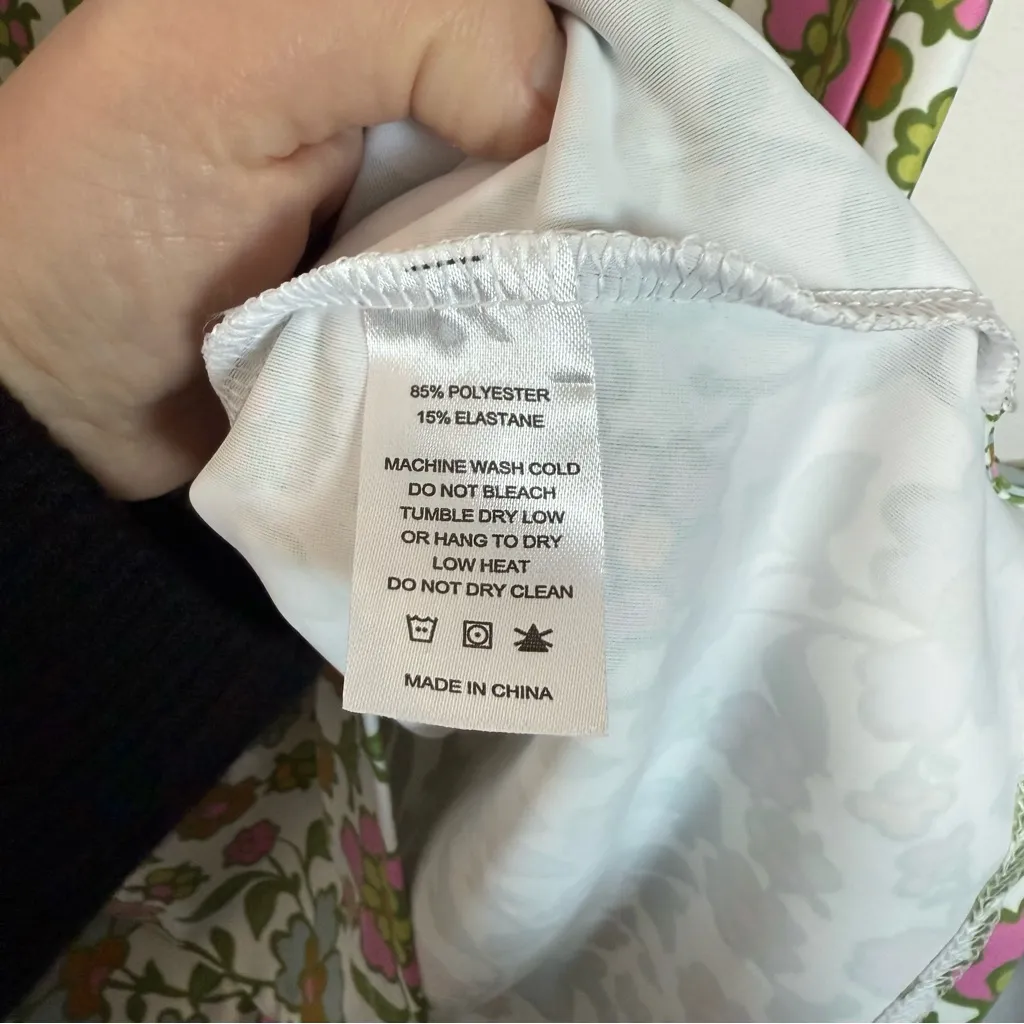 85% POLYESTER
15% ELASTANE
MACHINE WASH COLD
DO NOT BLEACH
TUMBLE DRY LOW
OR HANG TO DRY
LOW HEAT
DO NOT DRY CLEAN
MADE IN CHINA